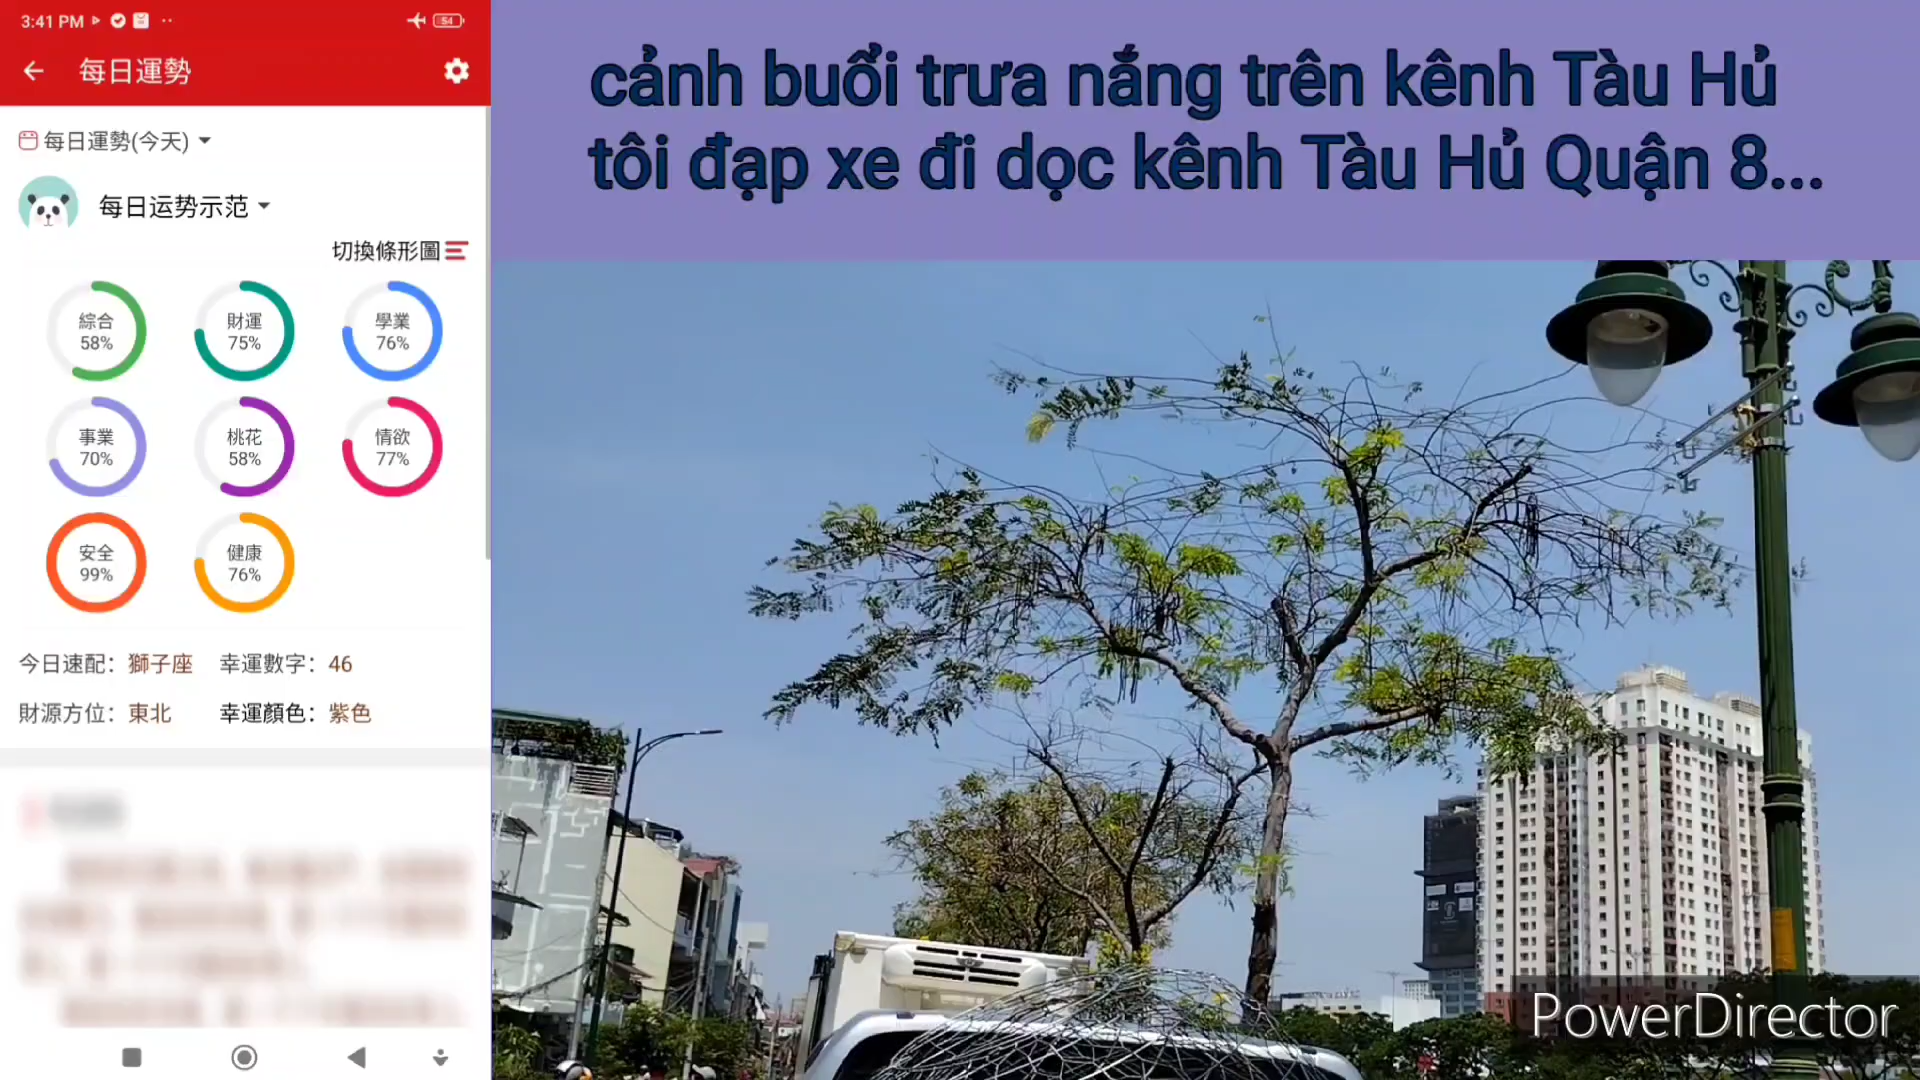 3:41 PM
54
每日運勢
每日運勢(今天)
每日运势示范
切換條形圖
綜合 財運 學業
58% 75% 76%
事業 桃花 情欲
70% 58% 77%
安全 健康
99% 76%
今日速配：獅子座 幸運數字：46
財源方位：東北 幸運顏色：紫色
cảnh buổi trưa nắng trên kênh Tàu Hủ
tôi đạp xe đi dọc kênh Tàu Hủ Quận 8...
PowerDirector